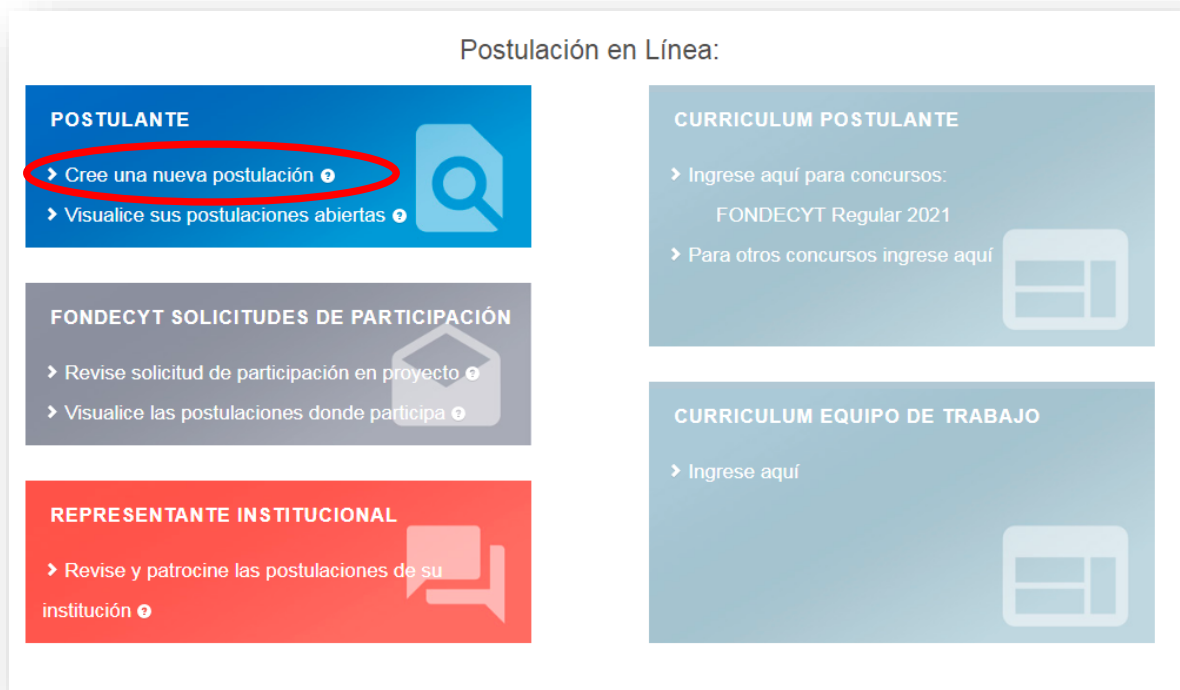 Postulación en Línea:
POSTULANTE
Cree una nueva postulación
Visualice sus postulaciones abiertas
FONDECYT SOLICITUDES DE PARTICIPACIÓN
Revise solicitud de participación en proyecto
Visualice las postulaciones donde participa
REPRESENTANTE INSTITUCIONAL
Revise y patrocine las postulaciones de su
institución
CURRICULUM POSTULANTE
Ingrese aquí para concursos:
FONDECYT Regular 2021
Para otros concursos ingrese aquí
CURRICULUM EQUIPO DE TRABAJO
Ingrese aquí